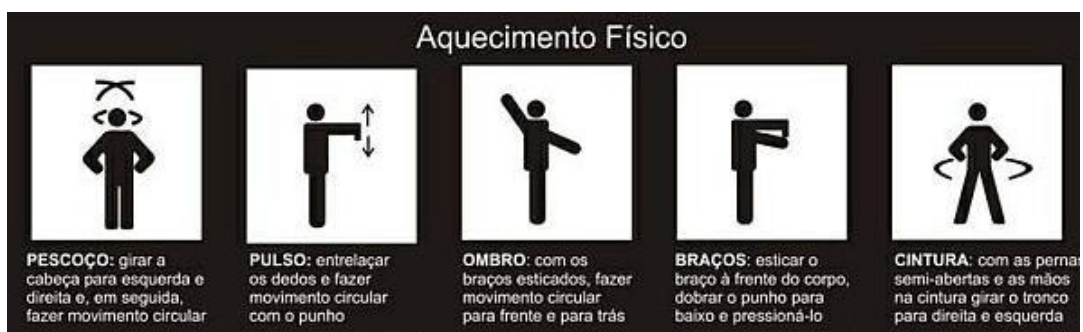 Aquecimento Físico
PESCOÇO: girar a
cabeça para esquerda e
direita e, em seguida,
fazer movimento circular
PULSO: entrelaçar
os dedos e fazer
movimento circular
com o punho
OMBRO: com os
braços esticados, fazer
movimento circular
para frente e para trás
BRAÇOS: esticar o
braço à frente do corpo,
dobrar o punho para
baixo e pressioná-lo
CINTURA: com as pernas
semi-abertas e as mãos
na cintura girar o tronco
para direita e esquerda